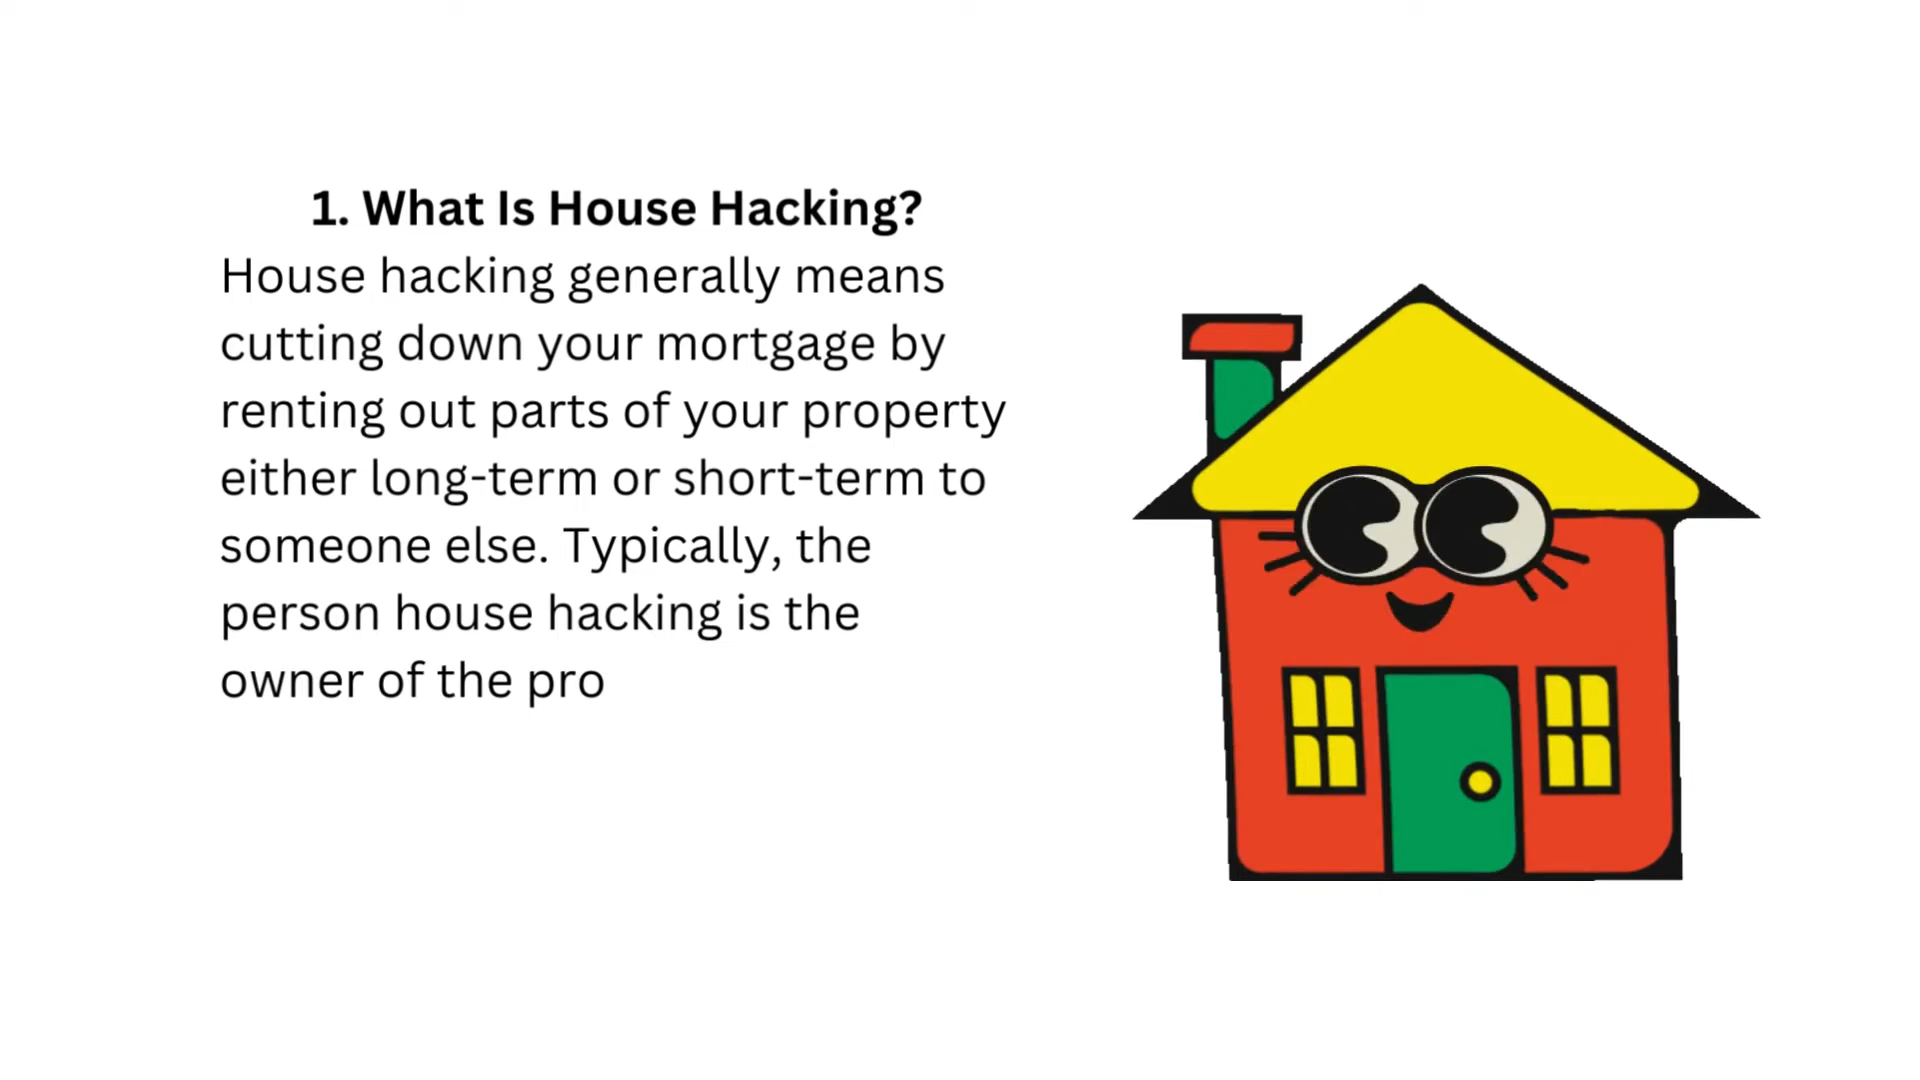 1. What Is House Hacking?
House hacking generally means
cutting down your mortgage by
renting out parts of your property
either long-term or short-term to
someone else. Typically, the
person house hacking is the
owner of the pro